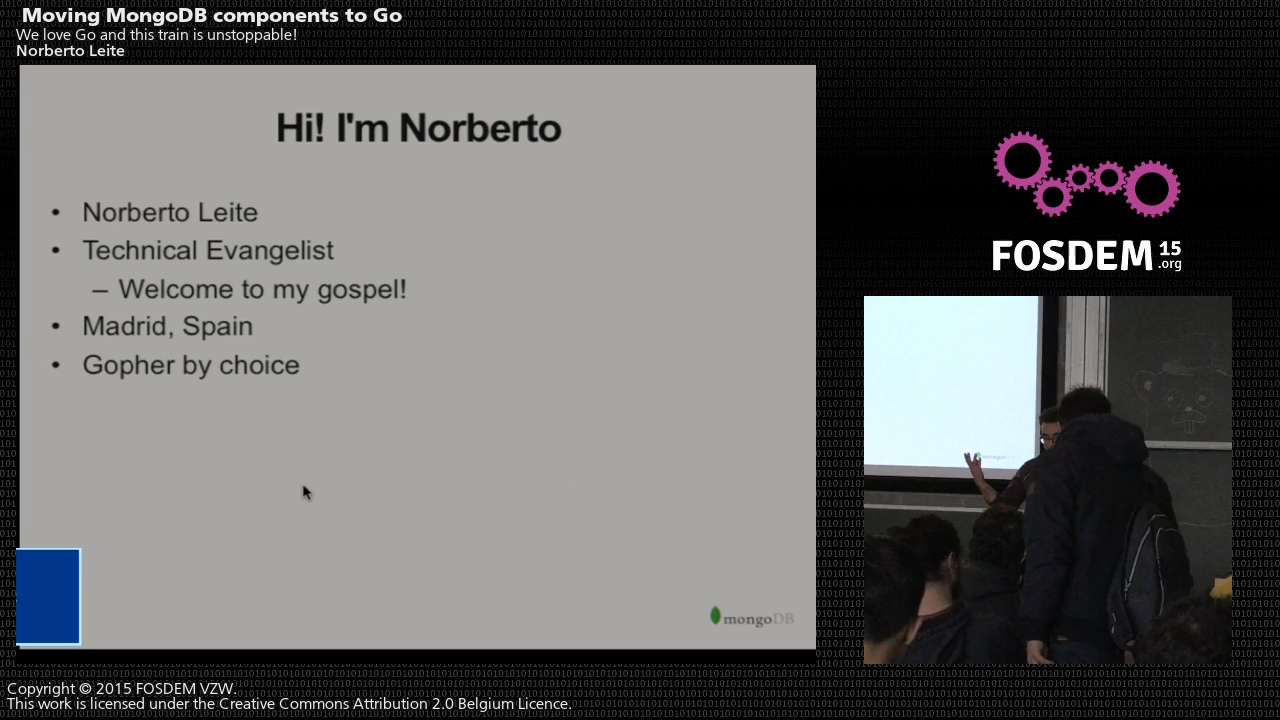 Moving MongoDB components to Go
We love Go and this train is unstoppable!
Norberto Leite
Hi! I'm Norberto
• Norberto Leite
• Technical Evangelist
– Welcome to my gospel!
• Madrid, Spain
• Gopher by choice
mongoDB
FOSDEM 15
.org
Copyright © 2015 FOSDEM VZW.
This work is licensed under the Creative Commons Attribution 2.0 Belgium Licence.